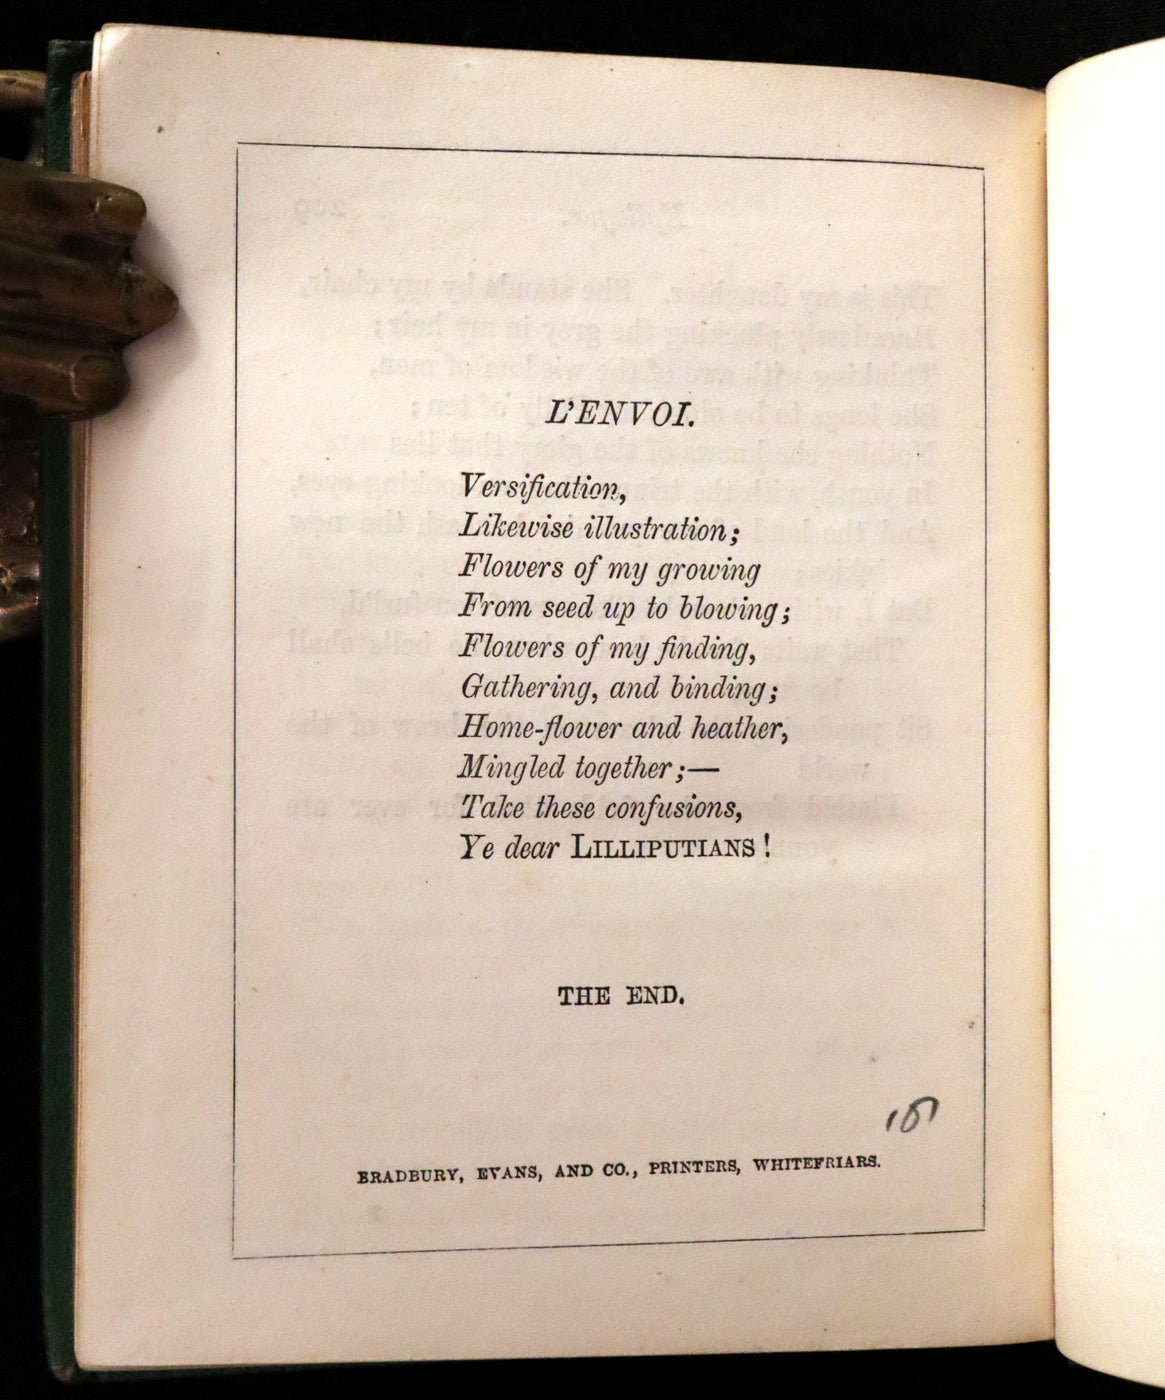 L'ENVOI.
Versification,
Likewise illustration;
Flowers of my growing
From seed up to blowing;
Flowers of my finding,
Gathering, and binding;
Home-flower and heather,
Mingled together;—
Take these confusions,
Ye dear LILLIPUTIANS!
THE END.
BRADBURY, EVANS, AND CO., PRINTERS, WHITEFRIARS.